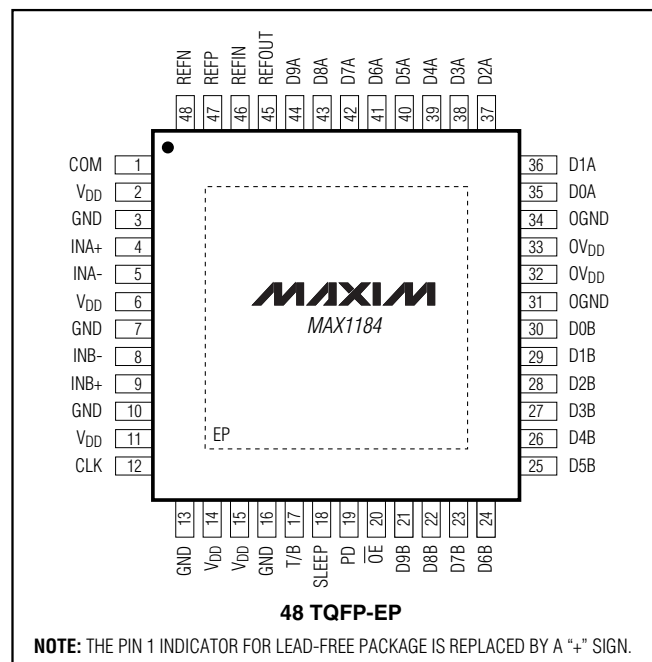 REFN REFP REFIN REFOUT D9A D8A D7A D6A D5A D4A D3A D2A
48 47 46 45 44 43 42 41 40 39 38 37
COM 1
VDD 2
GND 3
INA+ 4
INA- 5
VDD 6
GND 7
INB- 8
INB+ 9
GND 10
VDD 11
CLK 12
MAXIM
MAX1184
EP
36 D1A
35 D0A
34 OGND
33 OVDD
32 OVDD
31 OGND
30 D0B
29 D1B
28 D2B
27 D3B
26 D4B
25 D5B
13 14 15 16 17 18 19 20 21 22 23 24
GND VDD VDD GND T/B SLEEP PD O̅E̅ D9B D8B D7B D6B
48 TQFP-EP
NOTE: THE PIN 1 INDICATOR FOR LEAD-FREE PACKAGE IS REPLACED BY A “+” SIGN.